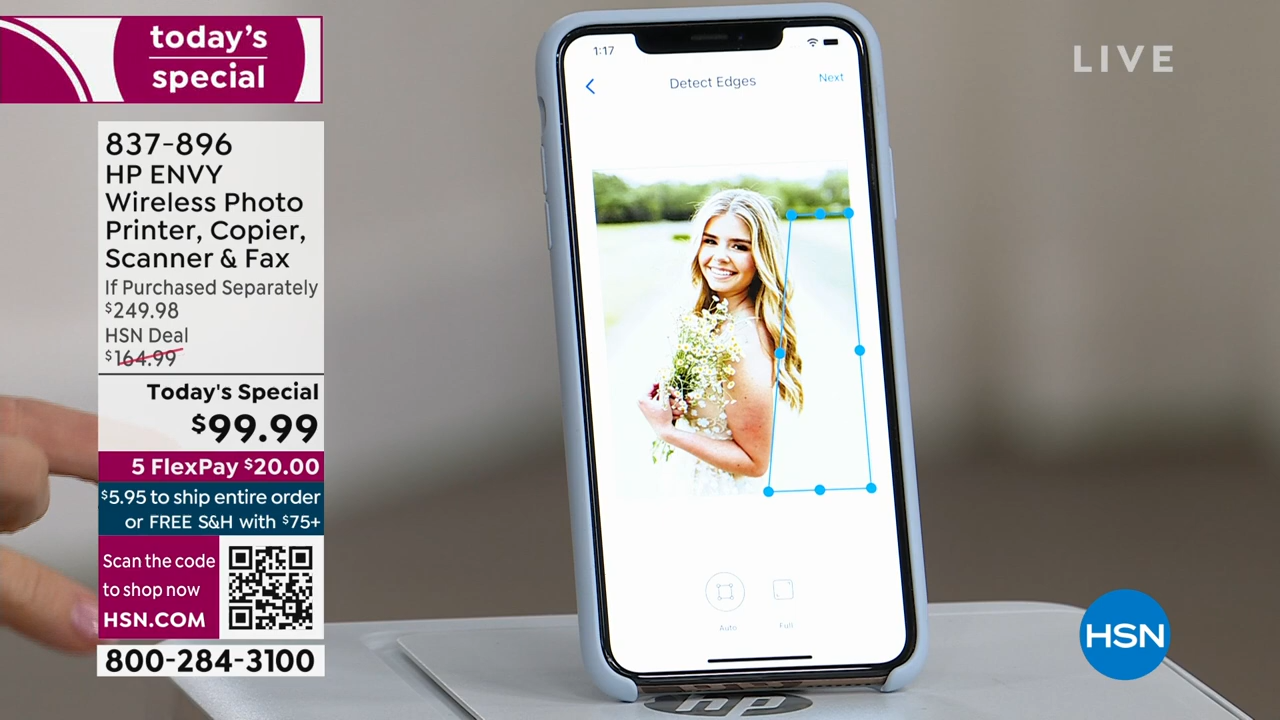 today's
special
837-896
HP ENVY
Wireless Photo
Printer, Copier,
Scanner & Fax
If Purchased Separately
$249.98
HSN Deal
$164.99
Today's Special
$99.99
5 FlexPay $20.00
$5.95 to ship entire order
or FREE S&H with $75+
Scan the code
to shop now
HSN.COM
800-284-3100
1:17
Detect Edges
Next
Auto
Full
hp
LIVE
HSN